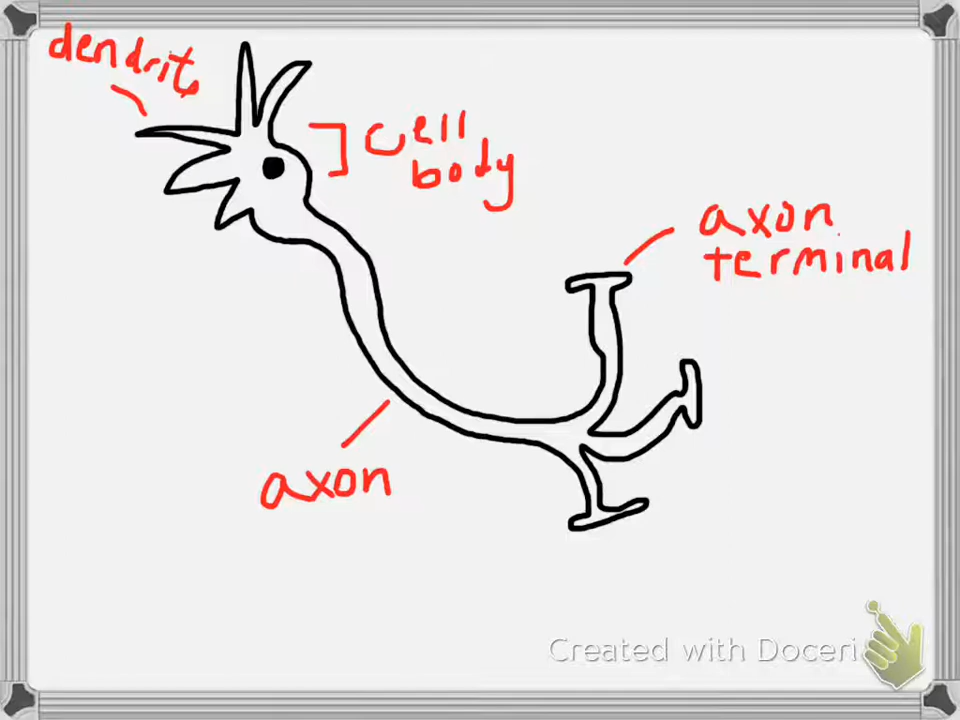 dendrite
cell
body
axon
terminal
axon
Created with Doceri